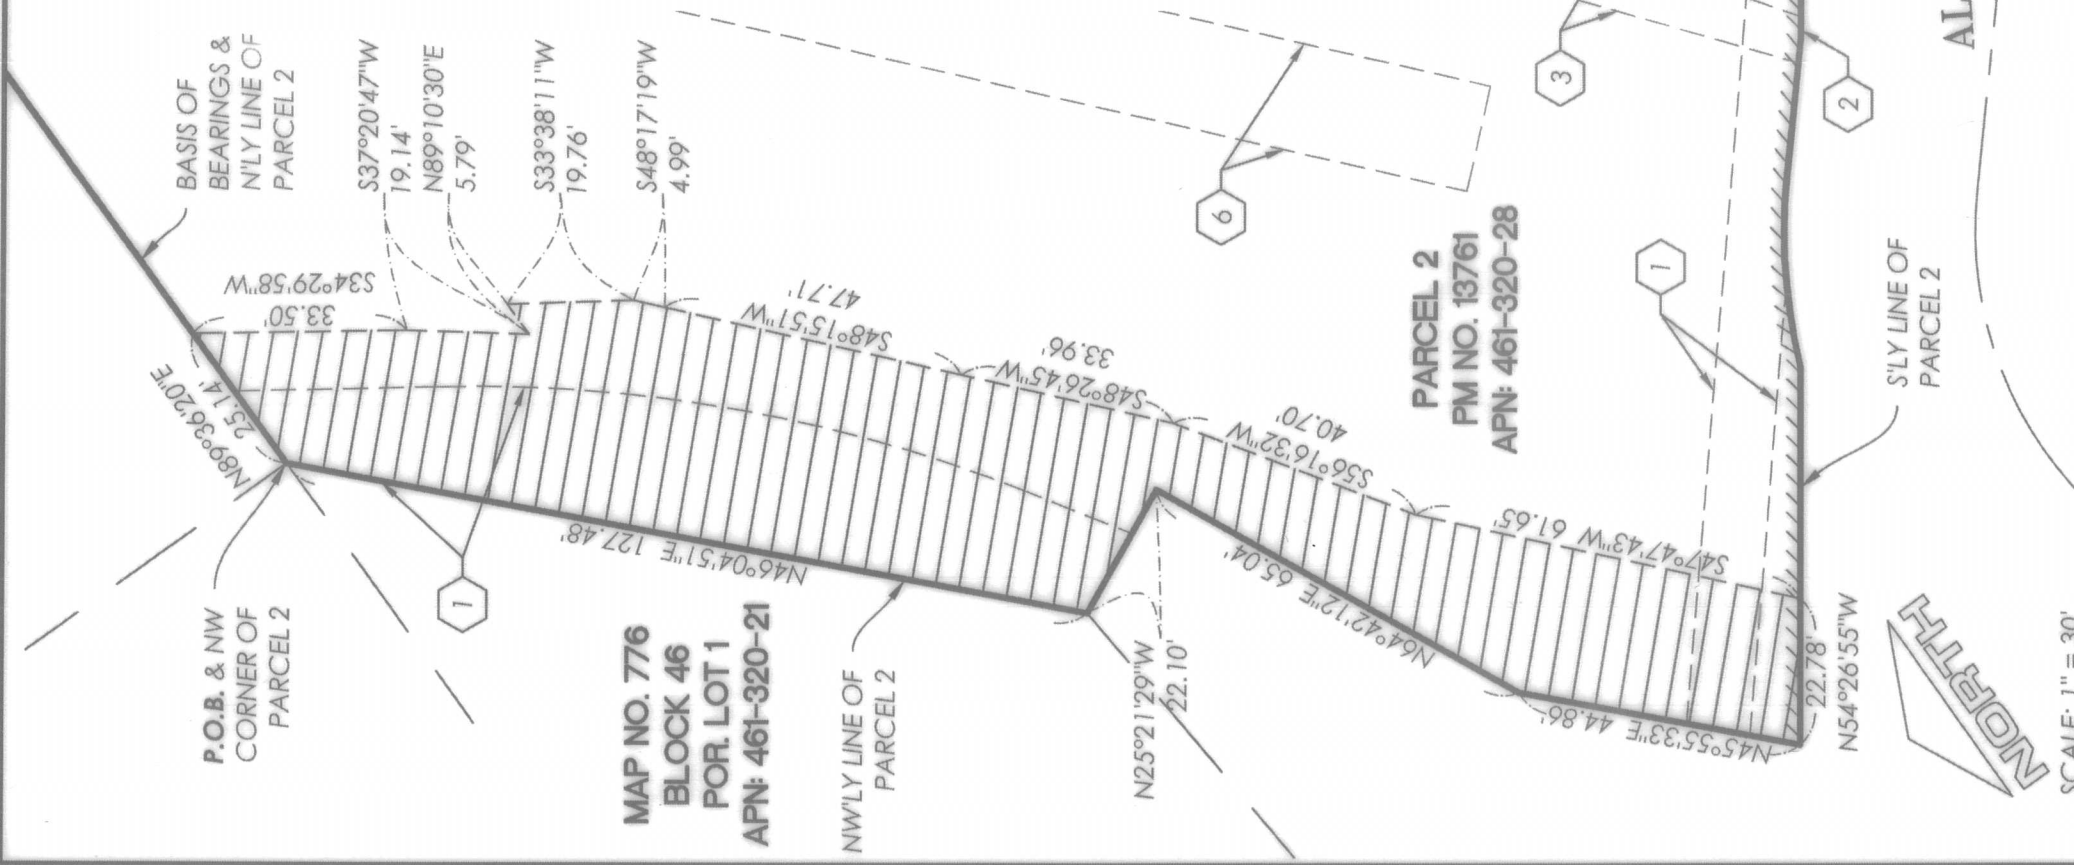 BASIS OF
BEARINGS &
N'LY LINE OF
PARCEL 2
S37°20'47"W
19.14'
N89°10'30"E
5.79'
S33°38'11"W
19.76'
S48°17'19"W
4.99'
S34°29'58"W
33.50'
N89°36'20"E
25.14'
P.O.B. & NW
CORNER OF
PARCEL 2
1
N46°04'51"E 127.48'
MAP NO. 776
BLOCK 46
POR. LOT 1
APN: 461-320-21
NW'LY LINE OF
PARCEL 2
S48°15'51"W
47.71'
S48°26'45"W
33.96'
N25°21'29"W
22.10'
S56°16'32"W
40.70'
N64°42'12"E 65.04'
S47°47'43"W 61.65'
N45°55'33"E 44.86'
22.78'
N54°26'55"W
6
PARCEL 2
PM NO. 13761
APN: 461-320-28
3
1
2
S'LY LINE OF
PARCEL 2
AL
NORTH
SCALE: 1" = 30'